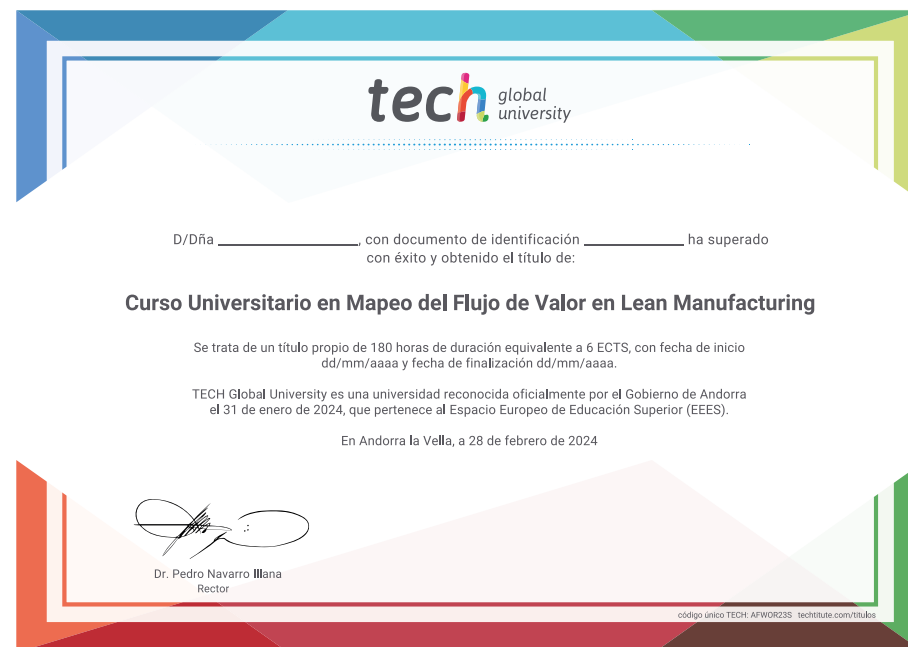 tech global university
D/Dña ____________________, con documento de identificación ______________ ha superado
con éxito y obtenido el título de:
Curso Universitario en Mapeo del Flujo de Valor en Lean Manufacturing
Se trata de un título propio de 180 horas de duración equivalente a 6 ECTS, con fecha de inicio
dd/mm/aaaa y fecha de finalización dd/mm/aaaa.
TECH Global University es una universidad reconocida oficialmente por el Gobierno de Andorra
el 31 de enero de 2024, que pertenece al Espacio Europeo de Educación Superior (EEES).
En Andorra la Vella, a 28 de febrero de 2024
Dr. Pedro Navarro Illana
Rector
código único TECH: AFWOR23S techtitute.com/titulos